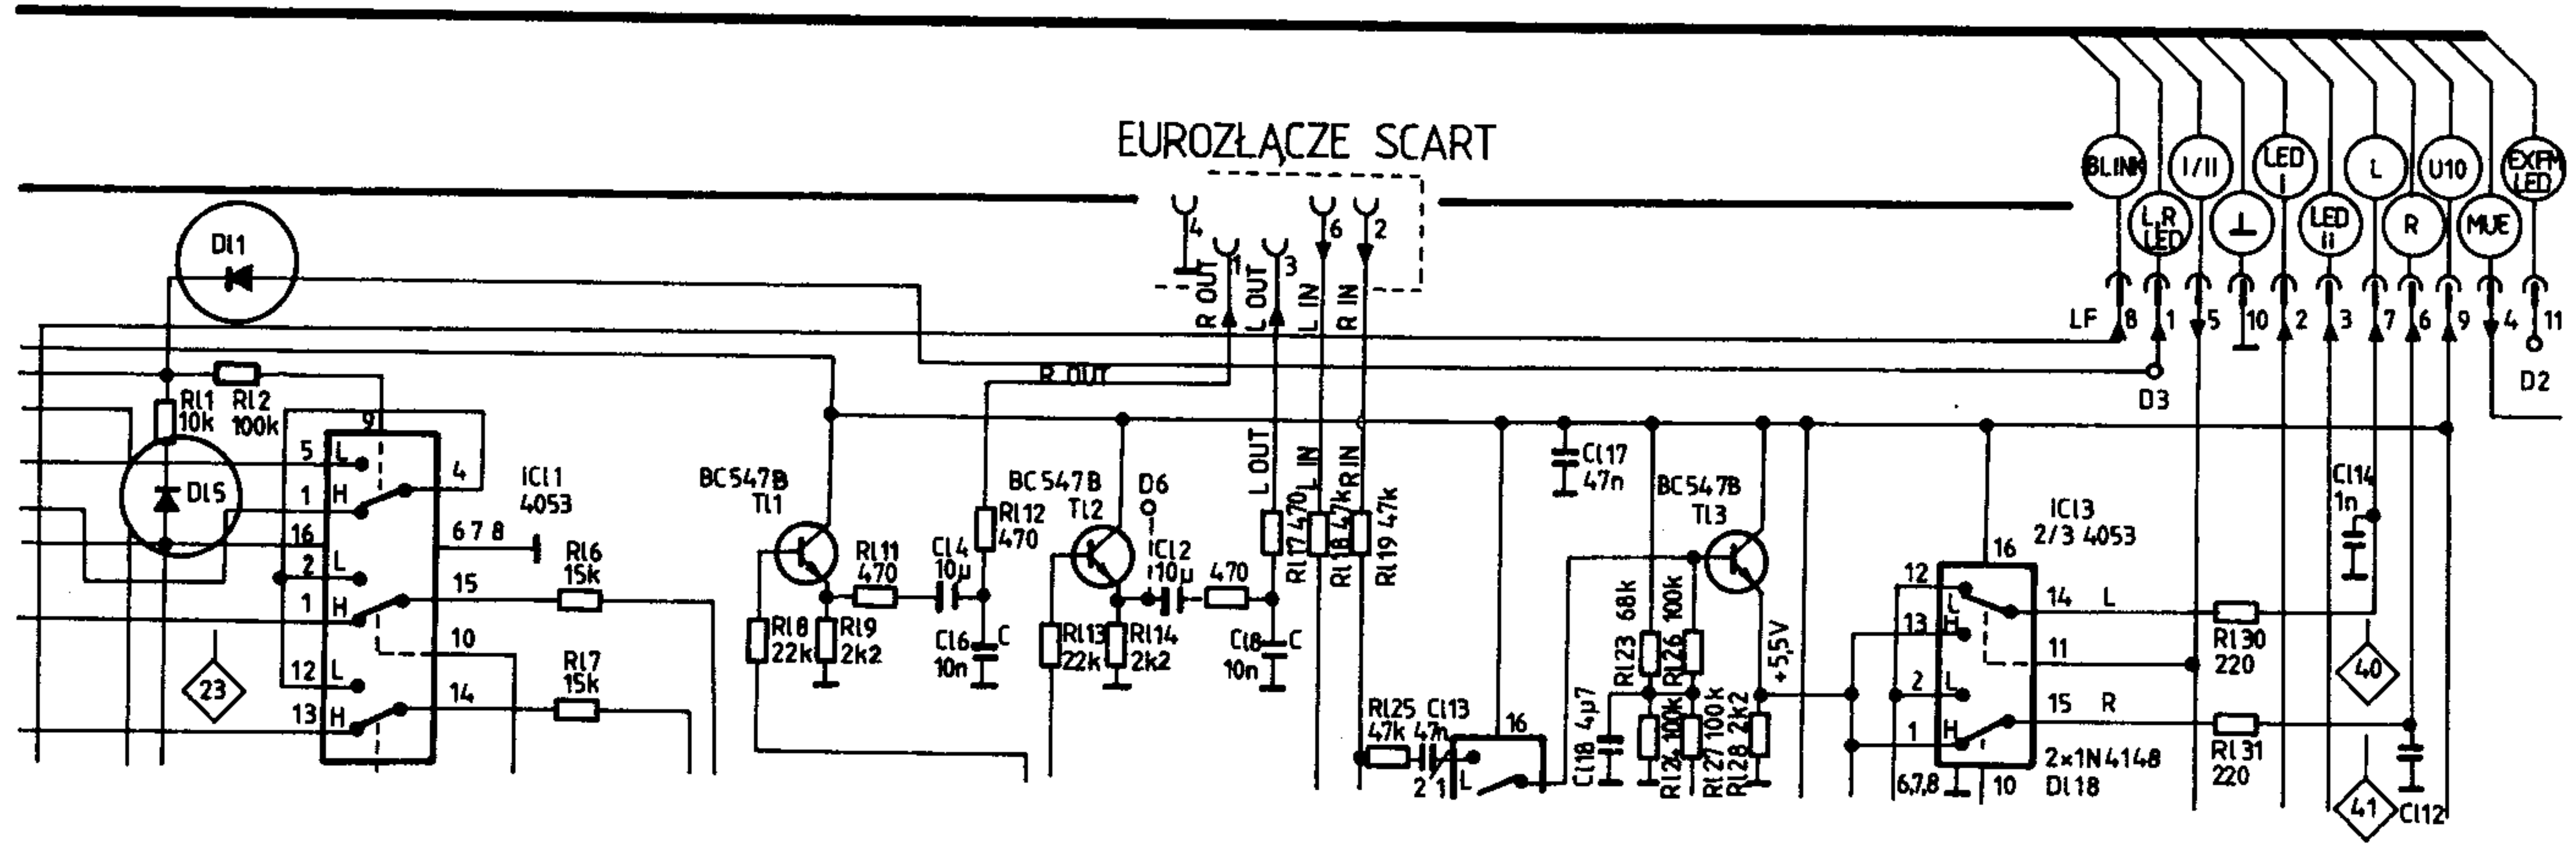 EUROZŁĄCZE SCART
BLINK
L,R
LED
I/II
⊥
LED
I
LED
ii
L
R
U10
MUE
EXFM
LED
LF 8 1 5 10 2 3 7 6 9 4 11
D3
D2
4
1
3
6
2
R OUT
L OUT
L IN
R IN
R OUT
L OUT
L IN
R IN
Dl1
Rl1
10k
Rl2
100k
Dl5
9
5 L
1 H
4
16
2 L
1 H
12 L
13 H
6 7 8
15
10
14
ICl1
4053
23
Rl6
15k
Rl7
15k
BC547B
Tl1
Rl8
22k
Rl9
2k2
Rl11
470
Cl4
10µ
Rl12
470
Cl6
10n
C
BC547B
Tl2
D6
Rl13
22k
Rl14
2k2
ICl2
10µ
470
Cl8
10n
C
Rl17 470
Rl18 47k
Rl19 47k
Rl25
47k
Cl13
47n
2 1
L
16
Cl17
47n
BC547B
Tl3
Rl23 68k
Rl26 100k
Cl18 4µ7
Rl24 100k
Rl27 100k
Rl28 2k2
+5,5V
ICl3
2/3 4053
16
12
L
13 H
2 L
1 H
14 L
11
15 R
6,7,8
10
2x1N4148
Dl18
Rl30
220
Rl31
220
Cl14
1n
40
41
Cl12